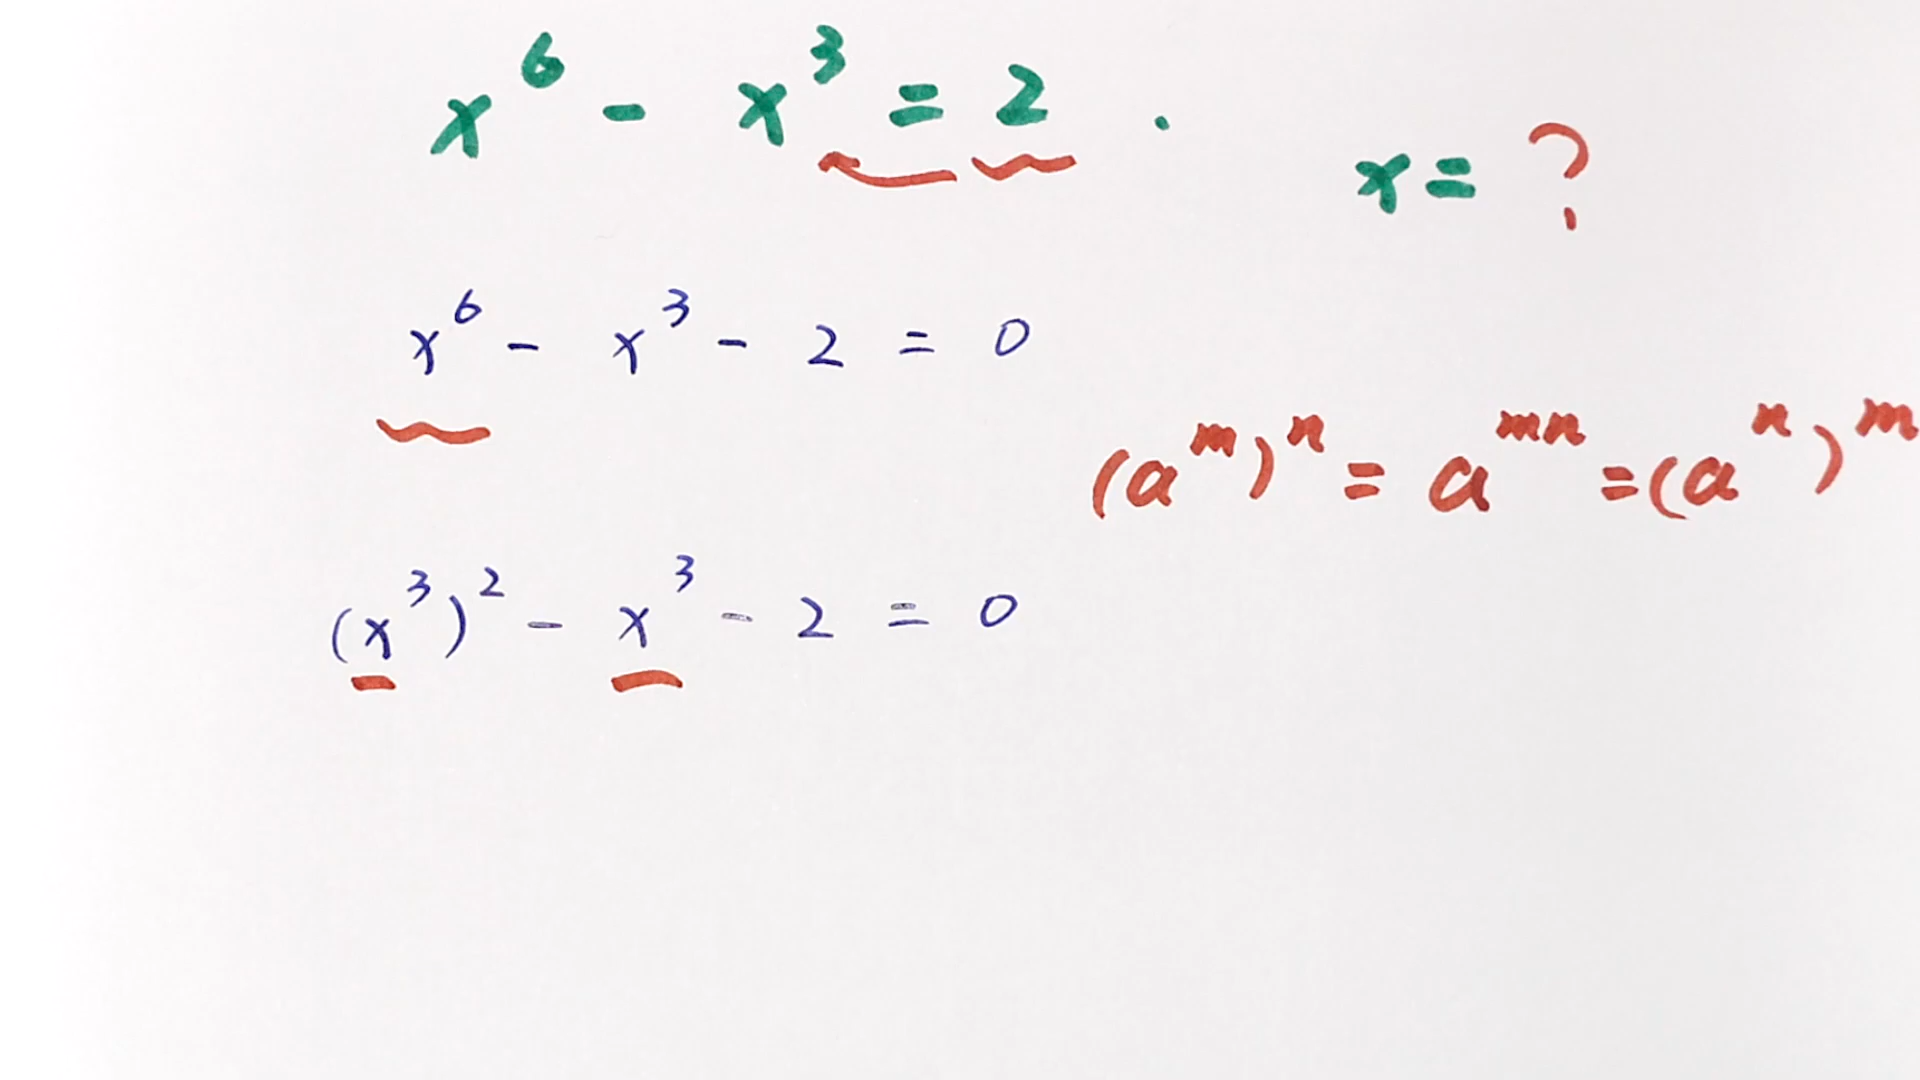 x⁶ - x³ = 2 .
x = ?
x⁶ - x³ - 2 = 0
(aᵐ)ⁿ = aᵐⁿ = (aⁿ)ᵐ
(x³)² - x³ - 2 = 0